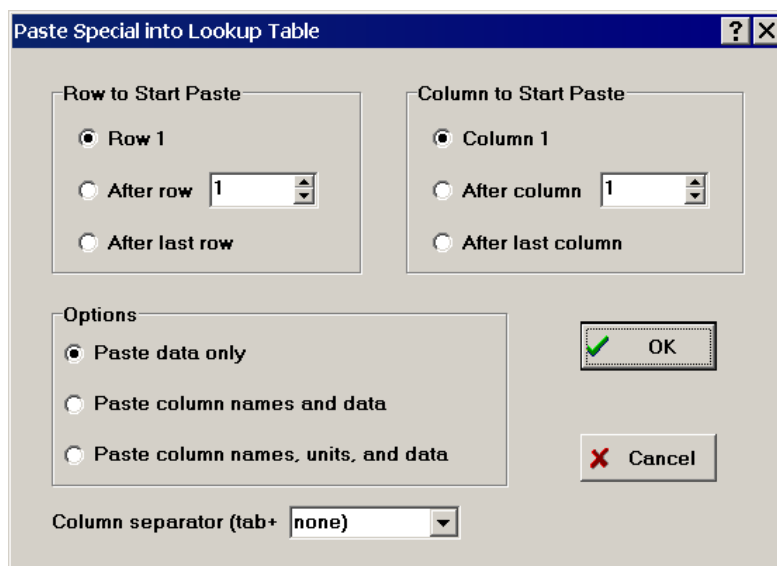 Paste Special into Lookup Table
Row to Start Paste
Row 1
After row 1
After last row
Column to Start Paste
Column 1
After column 1
After last column
Options
Paste data only
Paste column names and data
Paste column names, units, and data
OK
Cancel
Column separator (tab+ none)